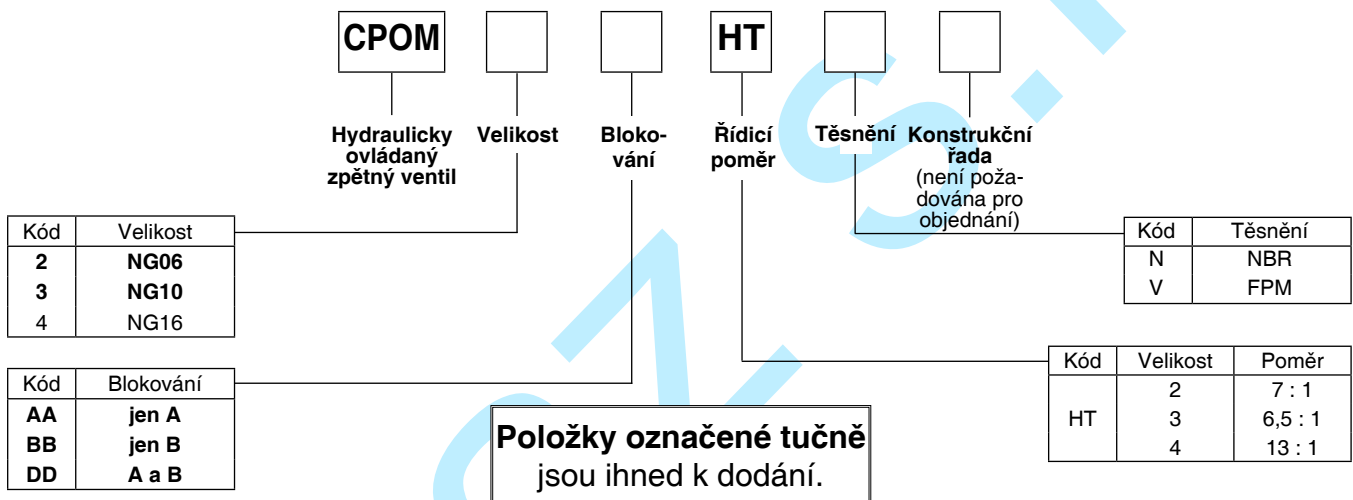 CPOM HT
Hydraulicky
ovládaný
zpětný ventil
Velikost
Bloko-
vání
Řídicí
poměr
Těsnění
Konstrukční
řada
(není poža-
dována pro
objednání)
Kód Velikost
2 NG06
3 NG10
4 NG16
Kód Těsnění
N NBR
V FPM
Kód Blokování
AA jen A
BB jen B
DD A a B
Položky označené tučně
jsou ihned k dodání.
Kód Velikost Poměr
2 7 : 1
HT 3 6,5 : 1
4 13 : 1